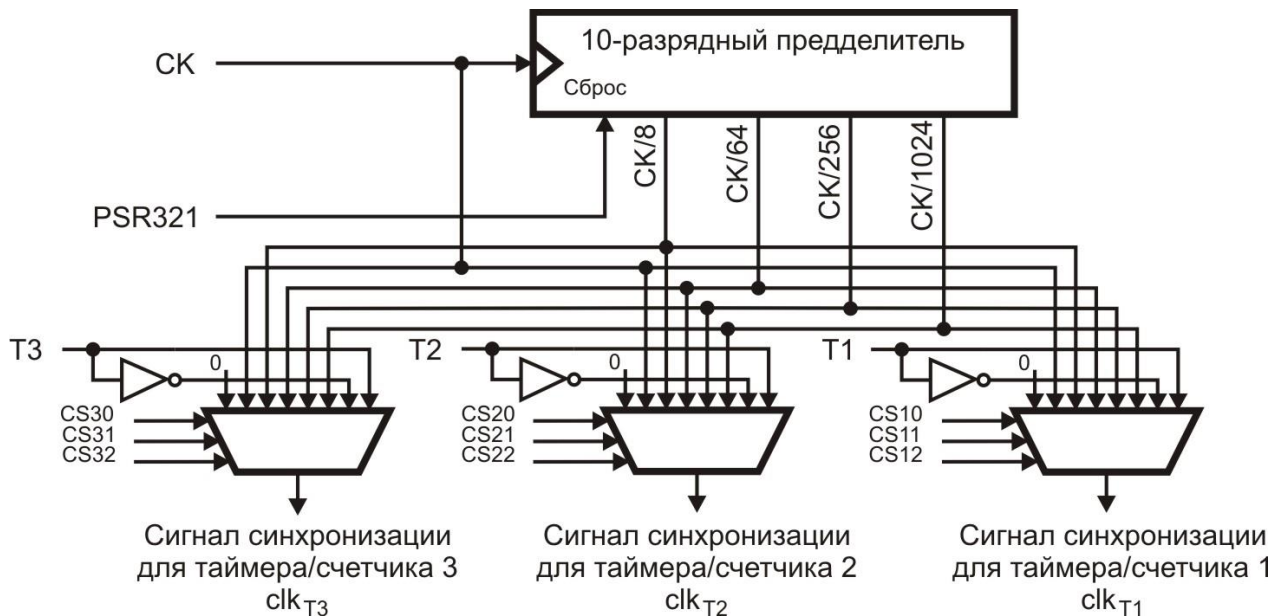 10-разрядный предделитель
CK
Сброс
CK/8
CK/64
CK/256
CK/1024
PSR321
T3
0
T2
0
T1
0
CS30
CS31
CS32
CS20
CS21
CS22
CS10
CS11
CS12
Сигнал синхронизации
для таймера/счетчика 3
clkT3
Сигнал синхронизации
для таймера/счетчика 2
clkT2
Сигнал синхронизации
для таймера/счетчика 1
clkT1